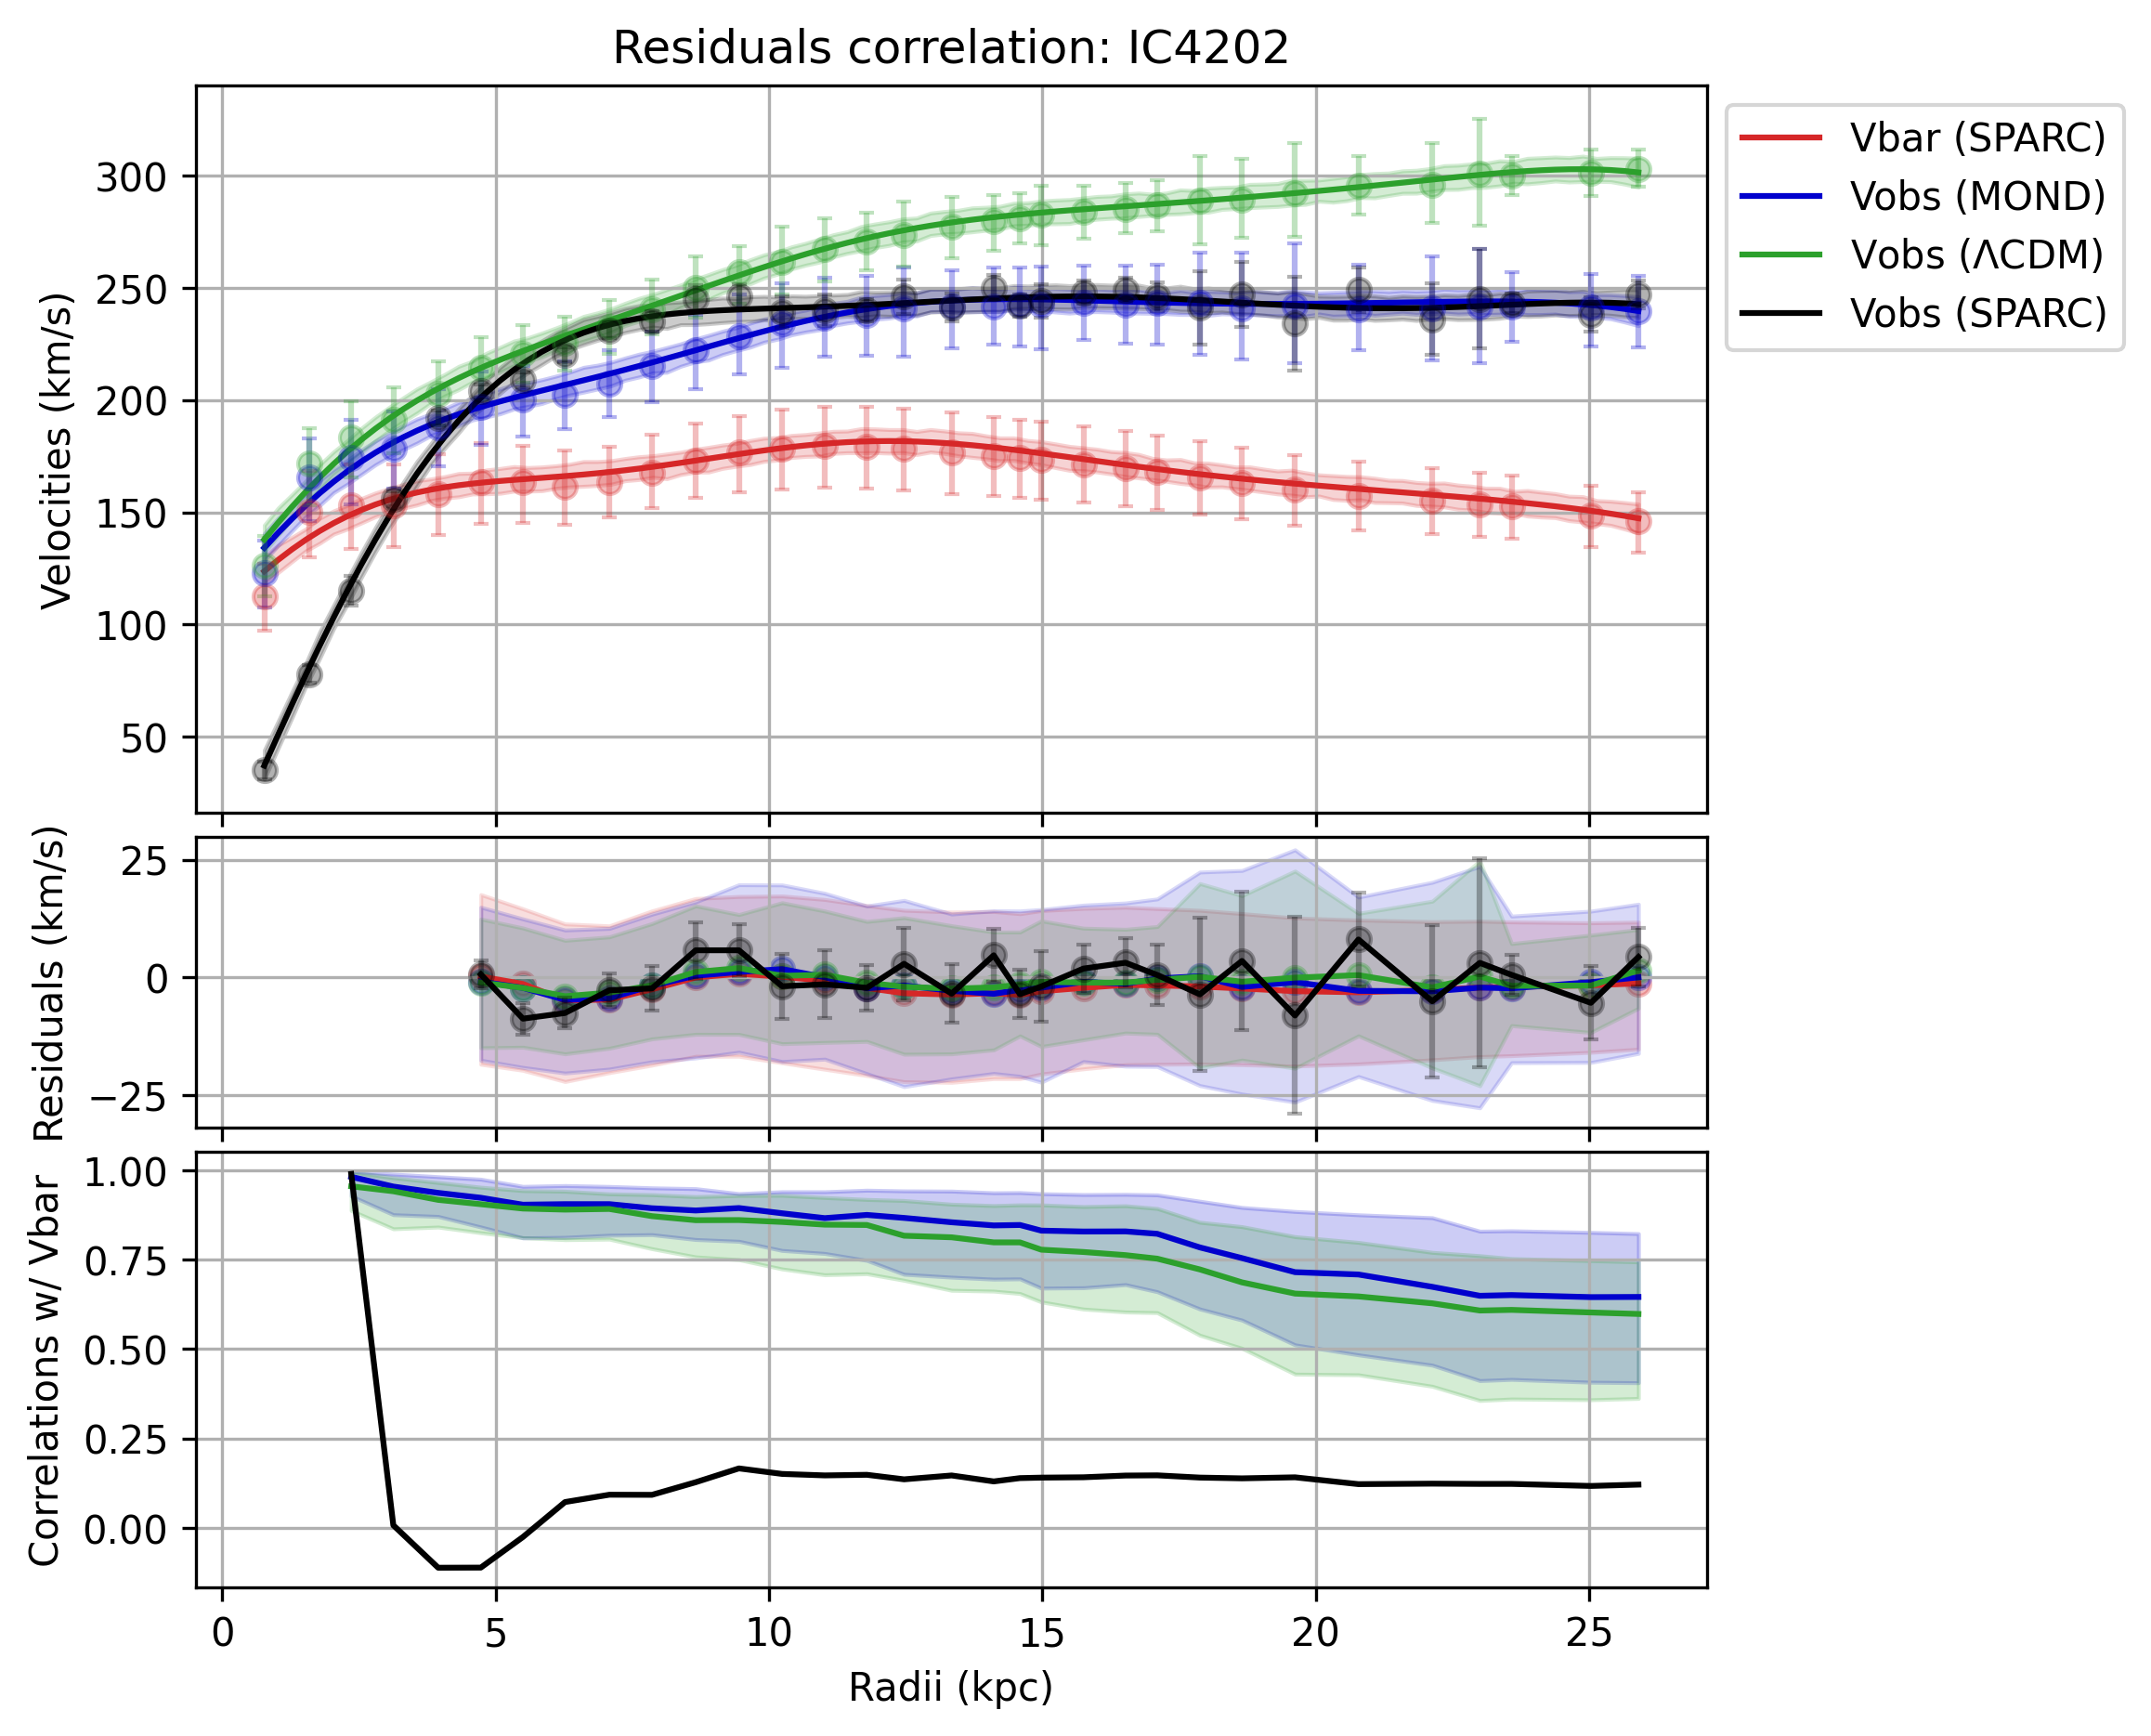 Residuals correlation: IC4202
Velocities (km/s)
300
250
200
150
100
50
Vbar (SPARC)
Vobs (MOND)
Vobs (ΛCDM)
Vobs (SPARC)
Residuals (km/s)
25
0
−25
Correlations w/ Vbar
1.00
0.75
0.50
0.25
0.00
0 5 10 15 20 25
Radii (kpc)